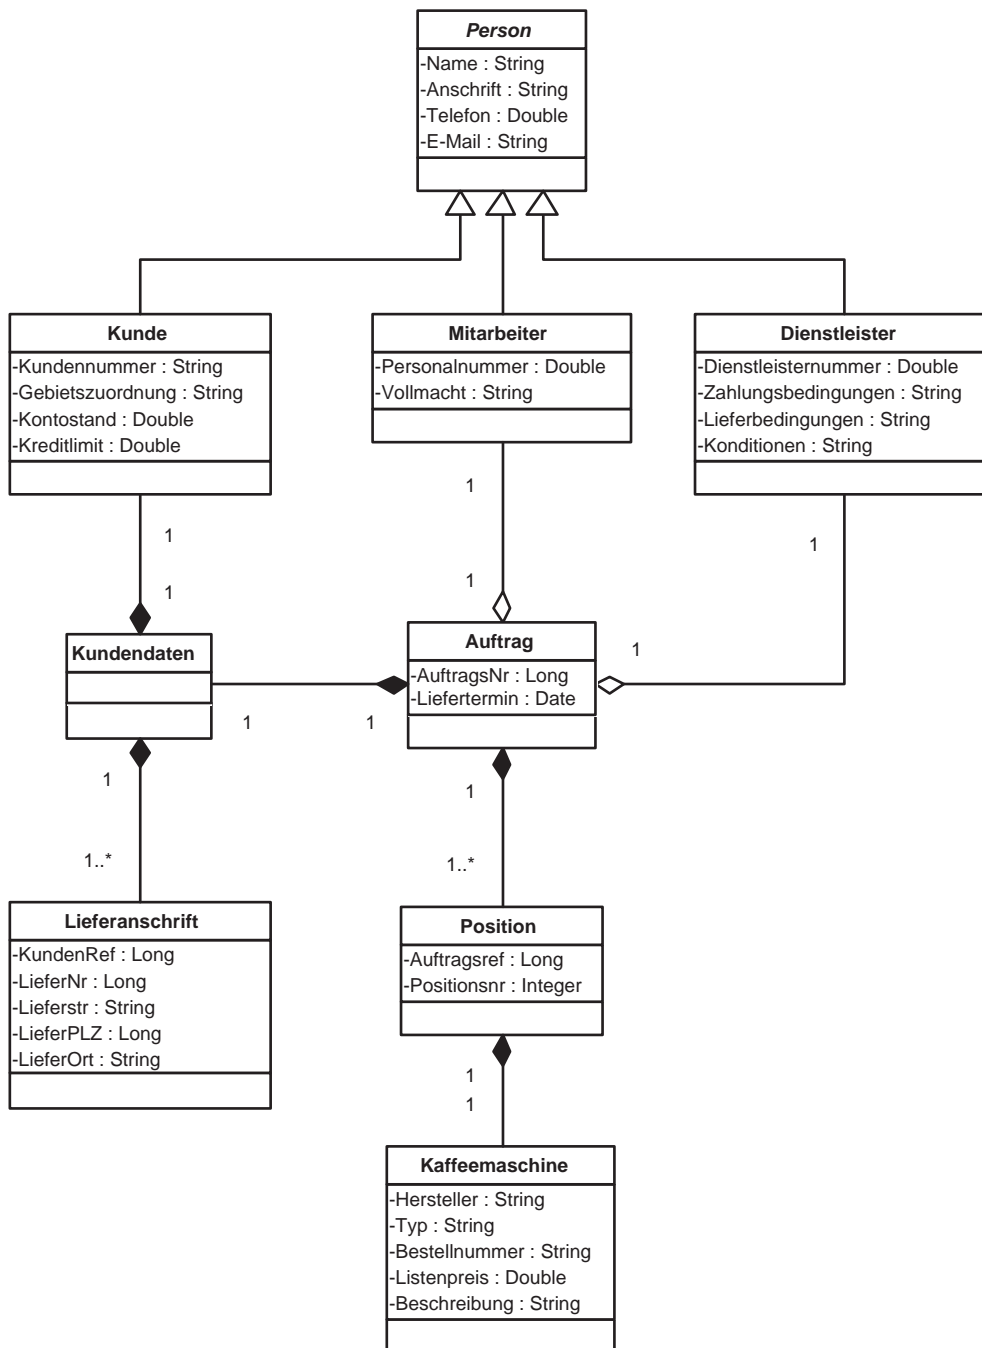 Person
-Name : String
-Anschrift : String
-Telefon : Double
-E-Mail : String
Kunde
-Kundennummer : String
-Gebietszuordnung : String
-Kontostand : Double
-Kreditlimit : Double
Mitarbeiter
-Personalnummer : Double
-Vollmacht : String
Dienstleister
-Dienstleisternummer : Double
-Zahlungsbedingungen : String
-Lieferbedingungen : String
-Konditionen : String
1
1
1
1
1
1
Kundendaten
Auftrag
-AuftragsNr : Long
-Liefertermin : Date
1
1
1
1..*
1
1..*
Lieferanschrift
-KundenRef : Long
-LieferNr : Long
-Lieferstr : String
-LieferPLZ : Long
-LieferOrt : String
Position
-Auftragsref : Long
-Positionsnr : Integer
1
1
Kaffeemaschine
-Hersteller : String
-Typ : String
-Bestellnummer : String
-Listenpreis : Double
-Beschreibung : String